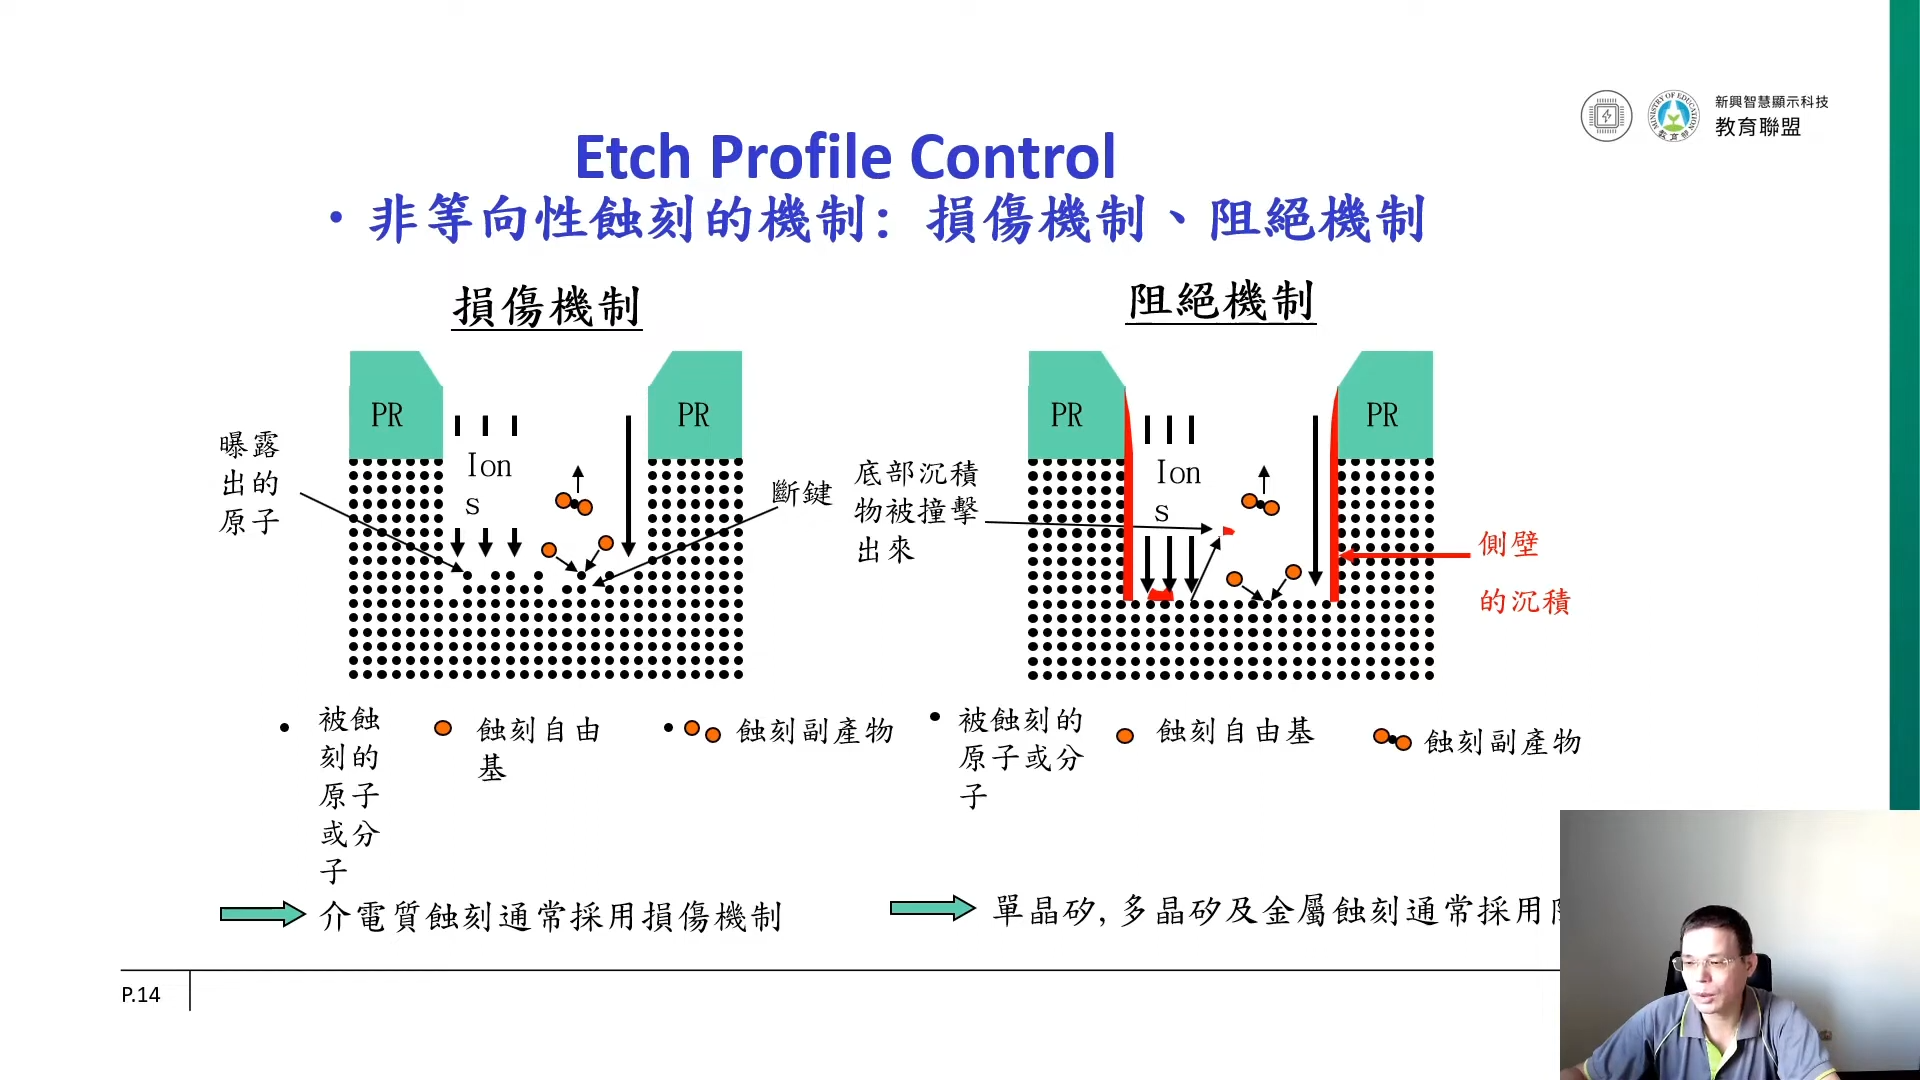 新興智慧顯示科技
教育聯盟
Etch Profile Control
•非等向性蝕刻的機制：損傷機制、阻絕機制
損傷機制
阻絕機制
PR
PR
Ion
s
曝露
出的
原子
斷鍵
PR
PR
Ion
s
底部沉積
物被撞擊
出來
側壁
的沉積
被蝕
刻的
原子
或分
子
蝕刻自由
基
蝕刻副產物
被蝕刻的
原子或分
子
蝕刻自由基
蝕刻副產物
介電質蝕刻通常採用損傷機制
單晶矽,多晶矽及金屬蝕刻通常採用
P.14